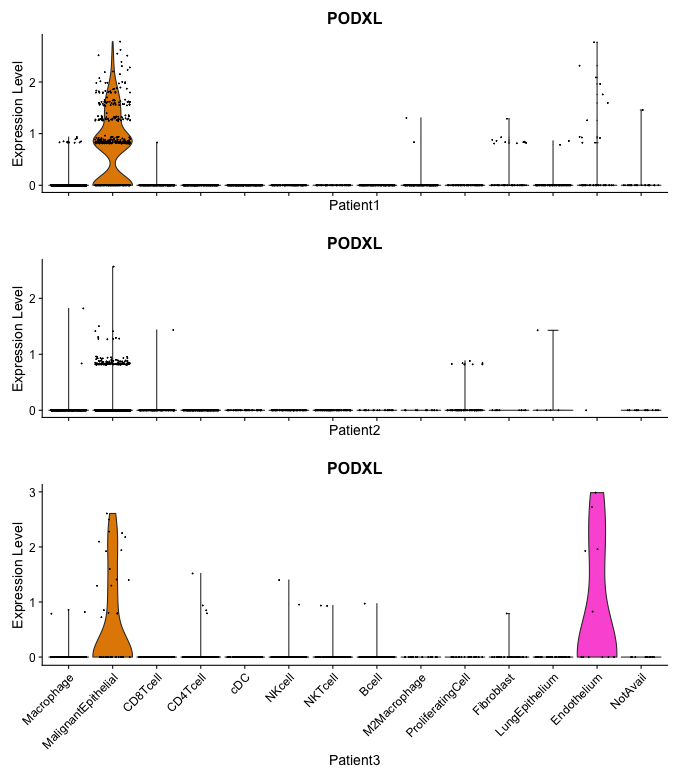 PODXL
Expression Level
2
1
0
Patient1
PODXL
Expression Level
2
1
0
Patient2
PODXL
Expression Level
3
2
1
0
Macrophage
MalignantEpithelial
CD8Tcell
CD4Tcell
cDC
NKcell
NKTcell
Bcell
M2Macrophage
ProliferatingCell
Fibroblast
LungEpithelium
Endothelium
NotAvail
Patient3